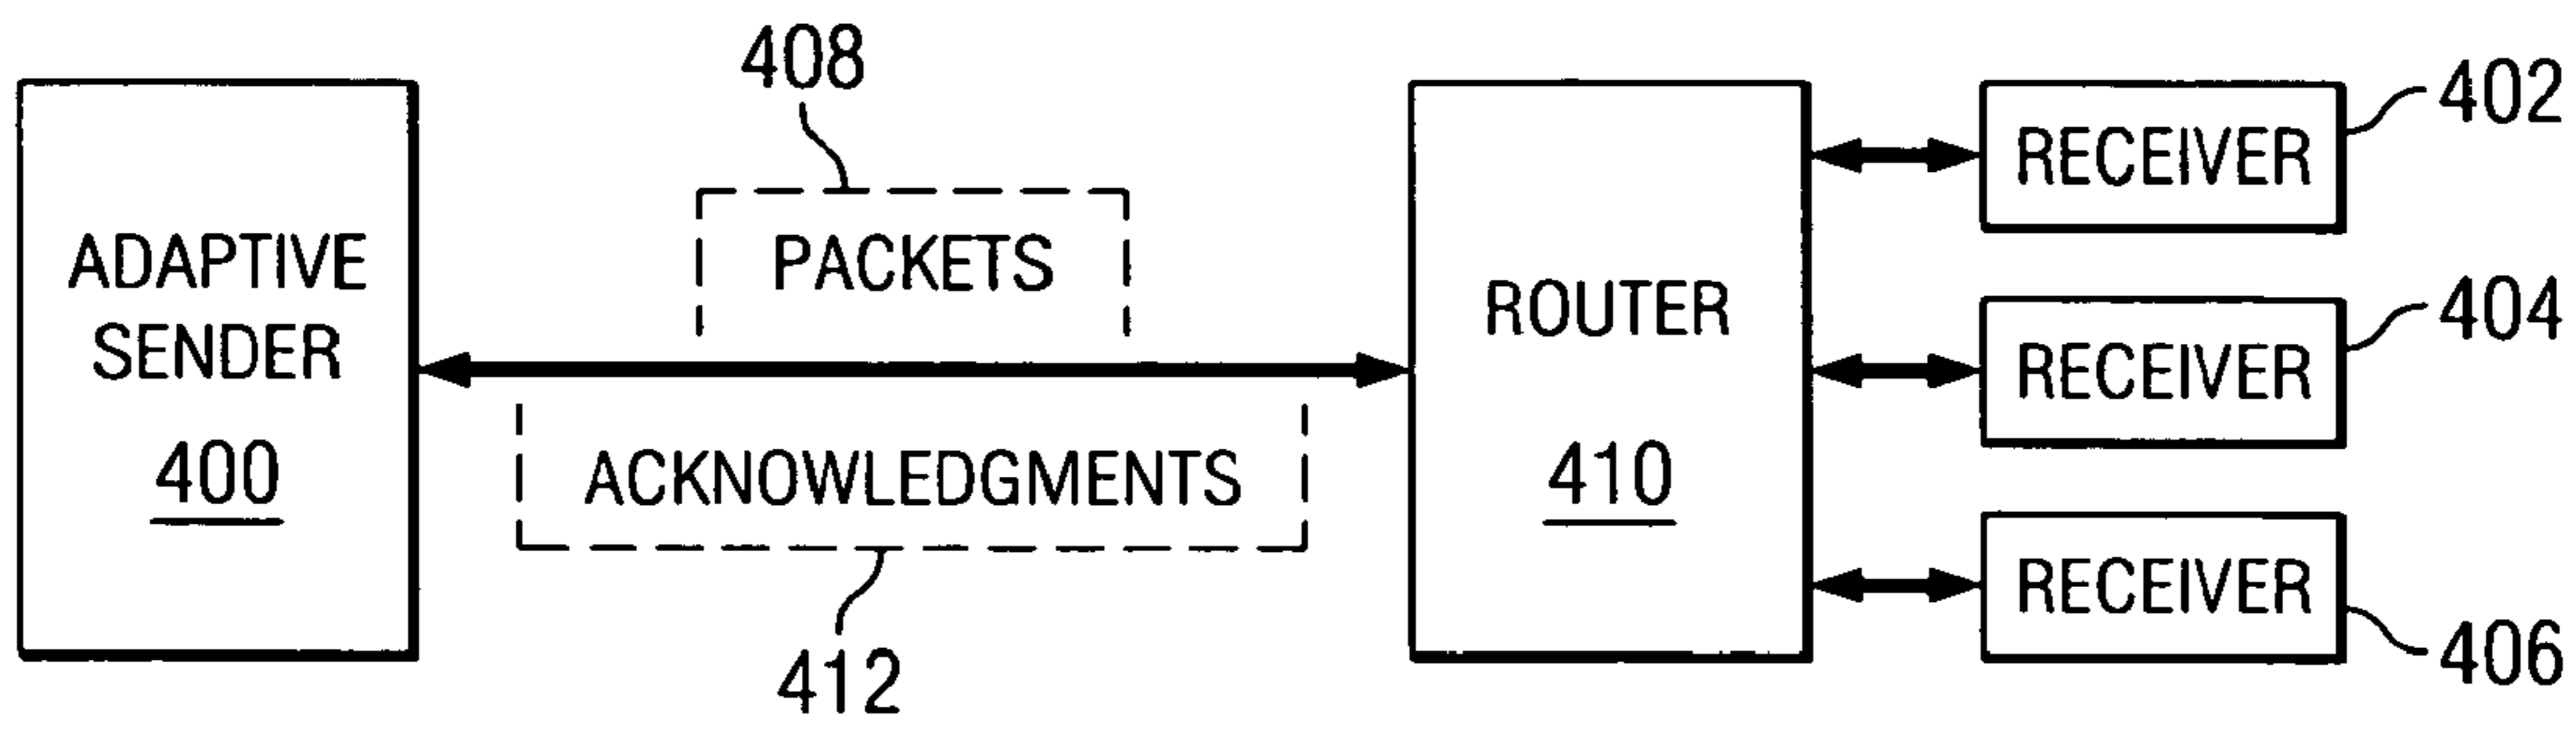 408
402
RECEIVER
ADAPTIVE
SENDER
400
PACKETS
ROUTER
410
404
RECEIVER
ACKNOWLEDGMENTS
412
RECEIVER
406